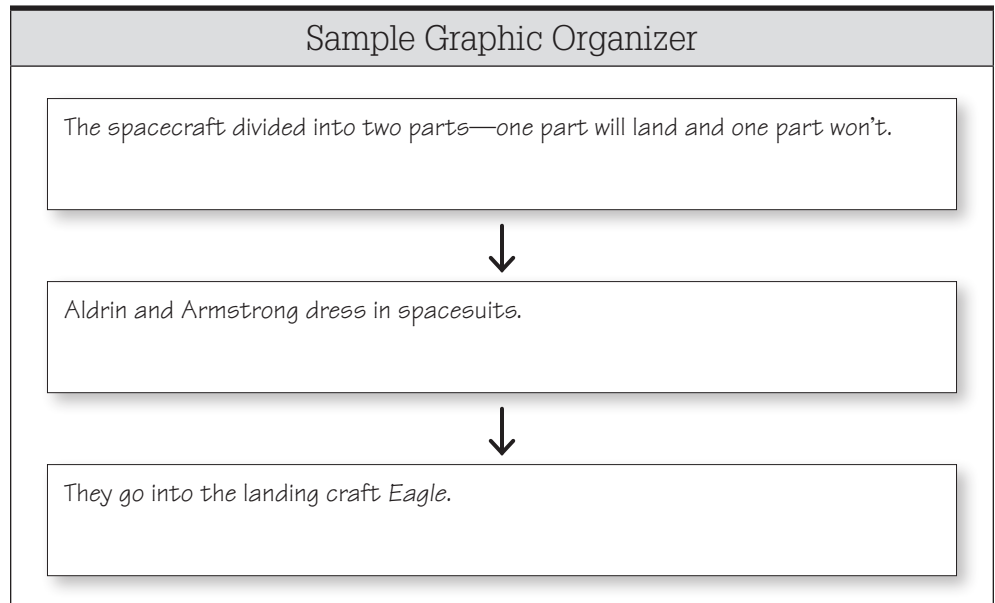 Sample Graphic Organizer
The spacecraft divided into two parts—one part will land and one part won't.
Aldrin and Armstrong dress in spacesuits.
They go into the landing craft Eagle.